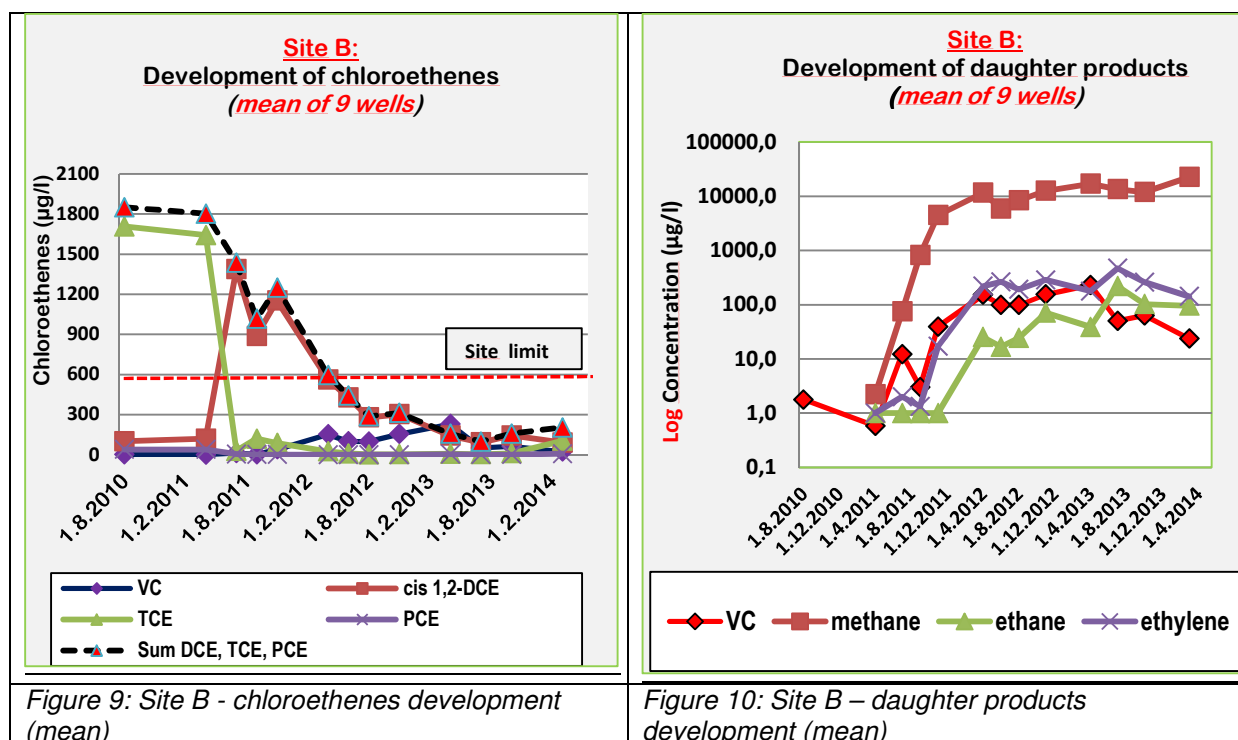 Site B:
Development of chloroethenes
(mean of 9 wells)
Chloroethenes (µg/l)
2100
1800
1500
1200
900
600
300
0
Site limit
1.8.2010
1.2.2011
1.8.2011
1.2.2012
1.8.2012
1.2.2013
1.8.2013
1.2.2014
VC
cis 1,2-DCE
TCE
PCE
Sum DCE, TCE, PCE
Figure 9: Site B - chloroethenes development
(mean)
Site B:
Development of daughter products
(mean of 9 wells)
Log Concentration (µg/l)
100000,0
10000,0
1000,0
100,0
10,0
1,0
0,1
1.8.2010
1.12.2010
1.4.2011
1.8.2011
1.12.2011
1.4.2012
1.8.2012
1.12.2012
1.4.2013
1.8.2013
1.12.2013
1.4.2014
VC
methane
ethane
ethylene
Figure 10: Site B – daughter products
development (mean)